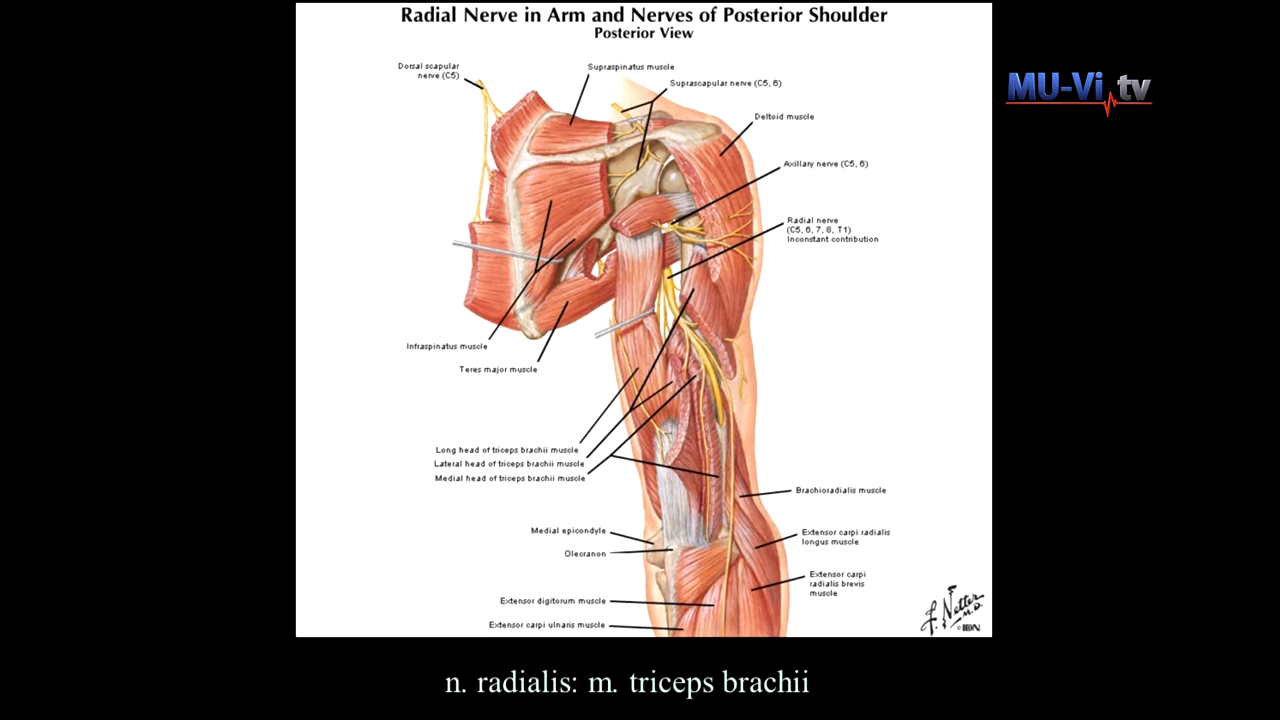 Radial Nerve in Arm and Nerves of Posterior Shoulder
Posterior View
Dorsal scapular
nerve (C5)
Supraspinatus muscle
Suprascapular nerve (C5, 6)
MU-Vi.tv
Deltoid muscle
Axillary nerve (C5, 6)
Radial nerve
(C5, 6, 7, 8, T1)
Inconstant contribution
Infraspinatus muscle
Teres major muscle
Long head of triceps brachii muscle
Lateral head of triceps brachii muscle
Medial head of triceps brachii muscle
Brachioradialis muscle
Medial epicondyle
Olecranon
Extensor carpi radialis
longus muscle
Extensor carpi
radialis brevis
muscle
Extensor digitorum muscle
Extensor carpi ulnaris muscle
F. Netter
M.D.
© IDN
n. radialis: m. triceps brachii